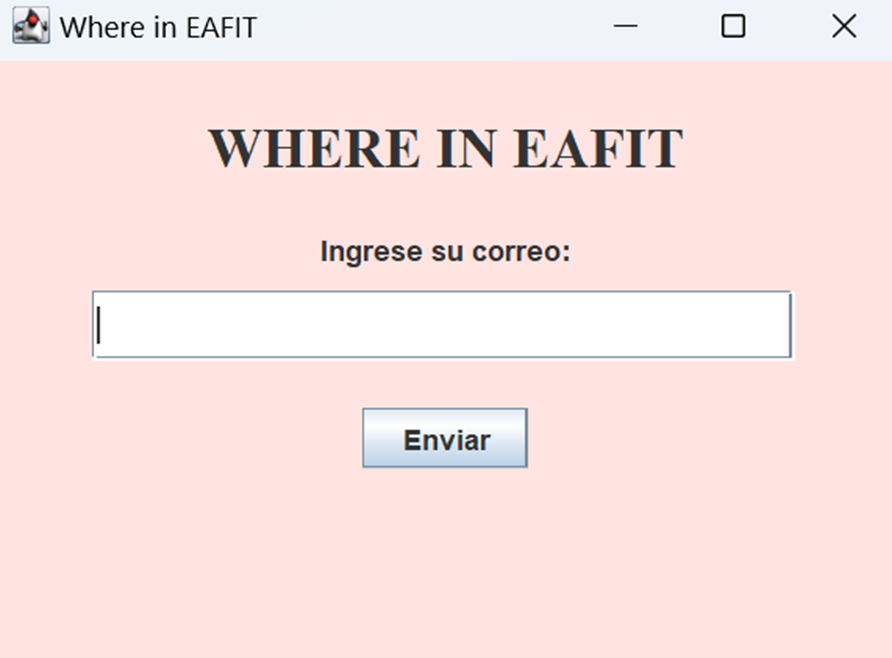 Where in EAFIT
WHERE IN EAFIT
Ingrese su correo:
Enviar